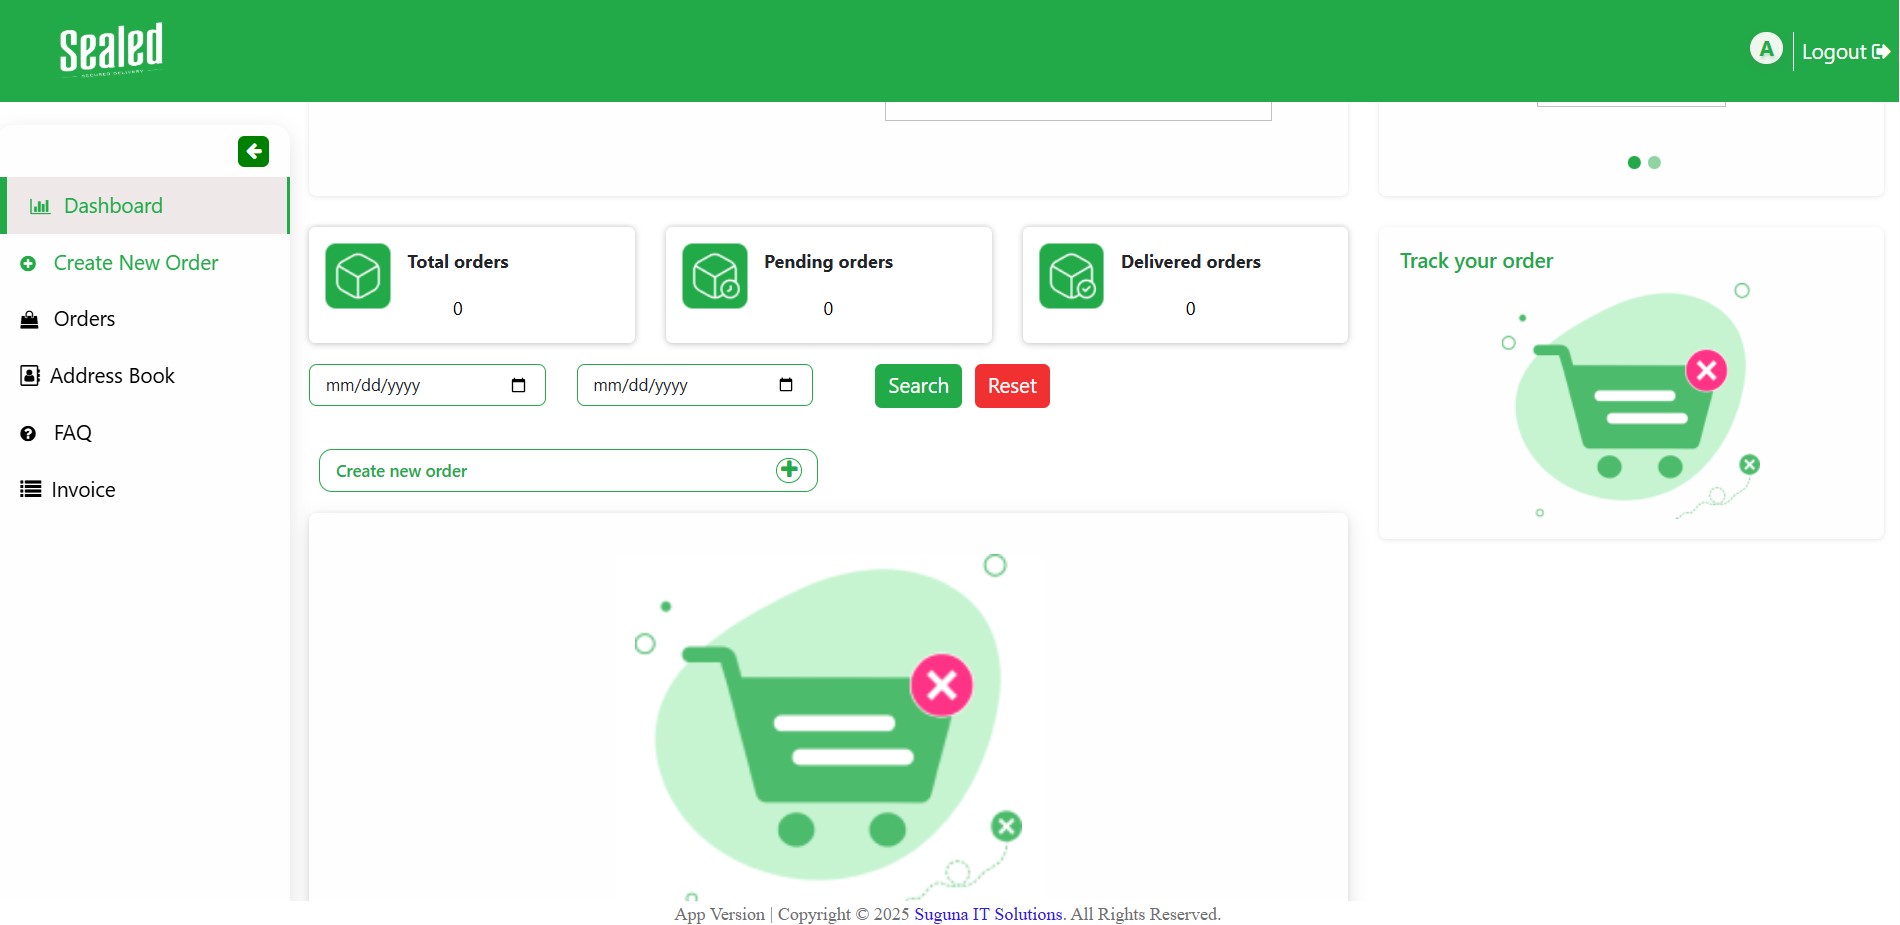 Sealed
SECURED DELIVERY
A
Logout
Dashboard
Create New Order
Orders
Address Book
FAQ
Invoice
Total orders
0
Pending orders
0
Delivered orders
0
mm/dd/yyyy
mm/dd/yyyy
Search
Reset
Create new order
Track your order
App Version | Copyright © 2025 Suguna IT Solutions. All Rights Reserved.